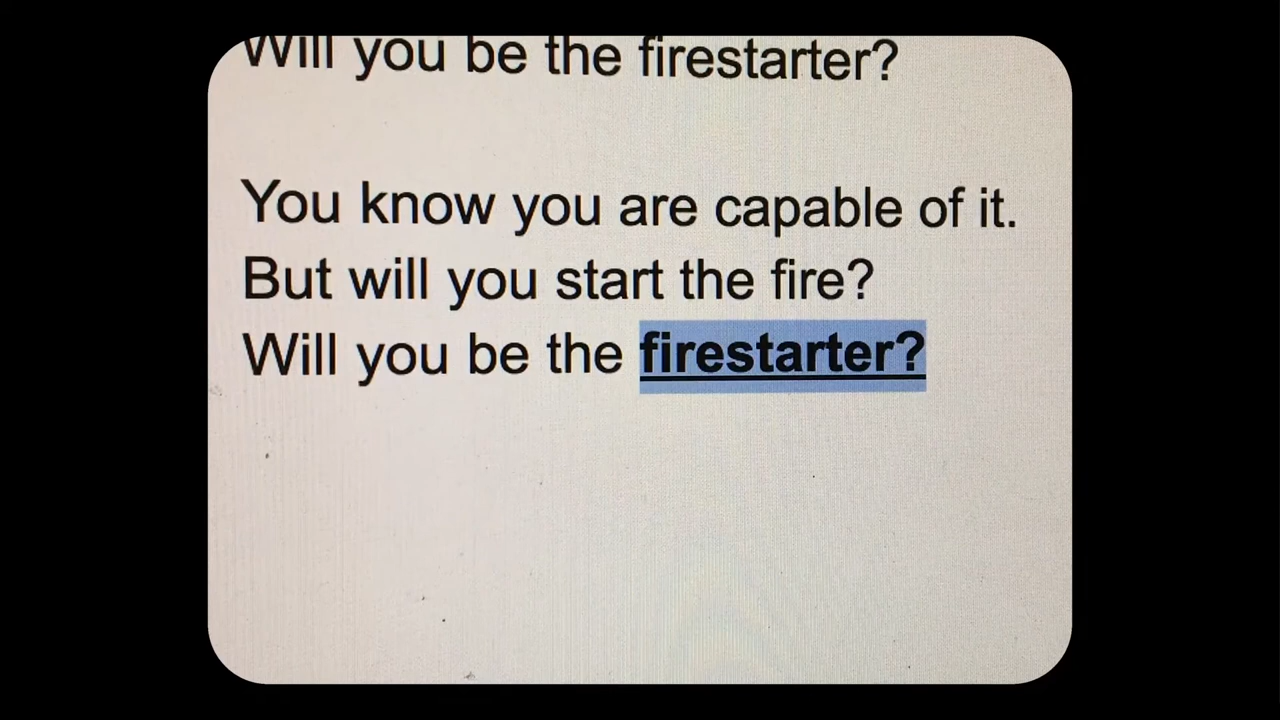 Will you be the firestarter?
You know you are capable of it.
But will you start the fire?
Will you be the firestarter?